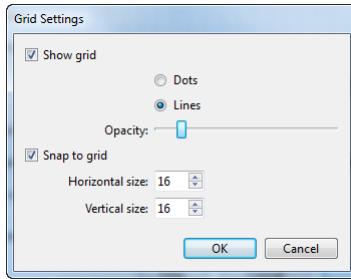 Grid Settings
Show grid
Dots
Lines
Opacity:
Snap to grid
Horizontal size: 16
Vertical size: 16
OK Cancel